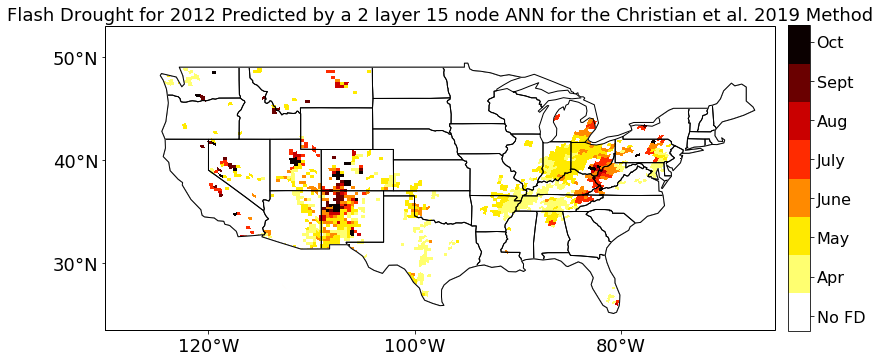 Flash Drought for 2012 Predicted by a 2 layer 15 node ANN for the Christian et al. 2019 Method
50°N
40°N
30°N
120°W
100°W
80°W
Oct
Sept
Aug
July
June
May
Apr
No FD